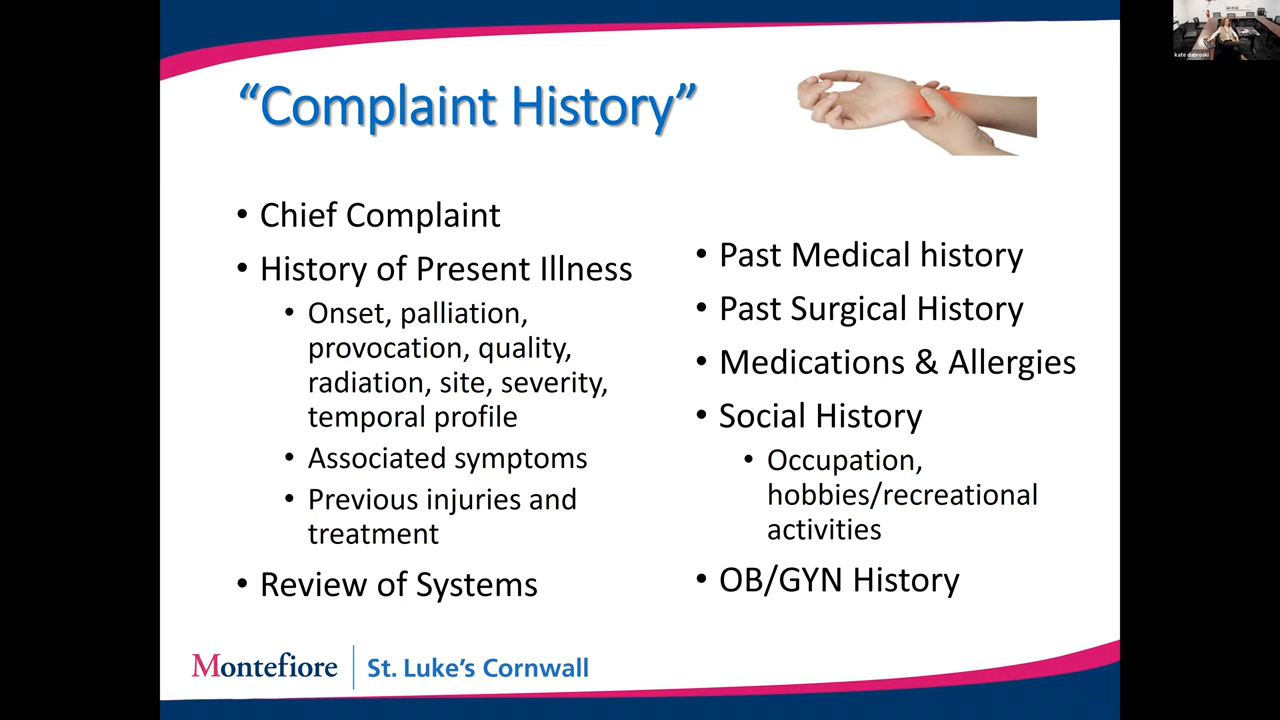 “Complaint History”
• Chief Complaint
• History of Present Illness
• Onset, palliation,
provocation, quality,
radiation, site, severity,
temporal profile
• Associated symptoms
• Previous injuries and
treatment
• Review of Systems
• Past Medical history
• Past Surgical History
• Medications & Allergies
• Social History
• Occupation,
hobbies/recreational
activities
• OB/GYN History
Montefiore
St. Luke’s Cornwall
kate dabroski